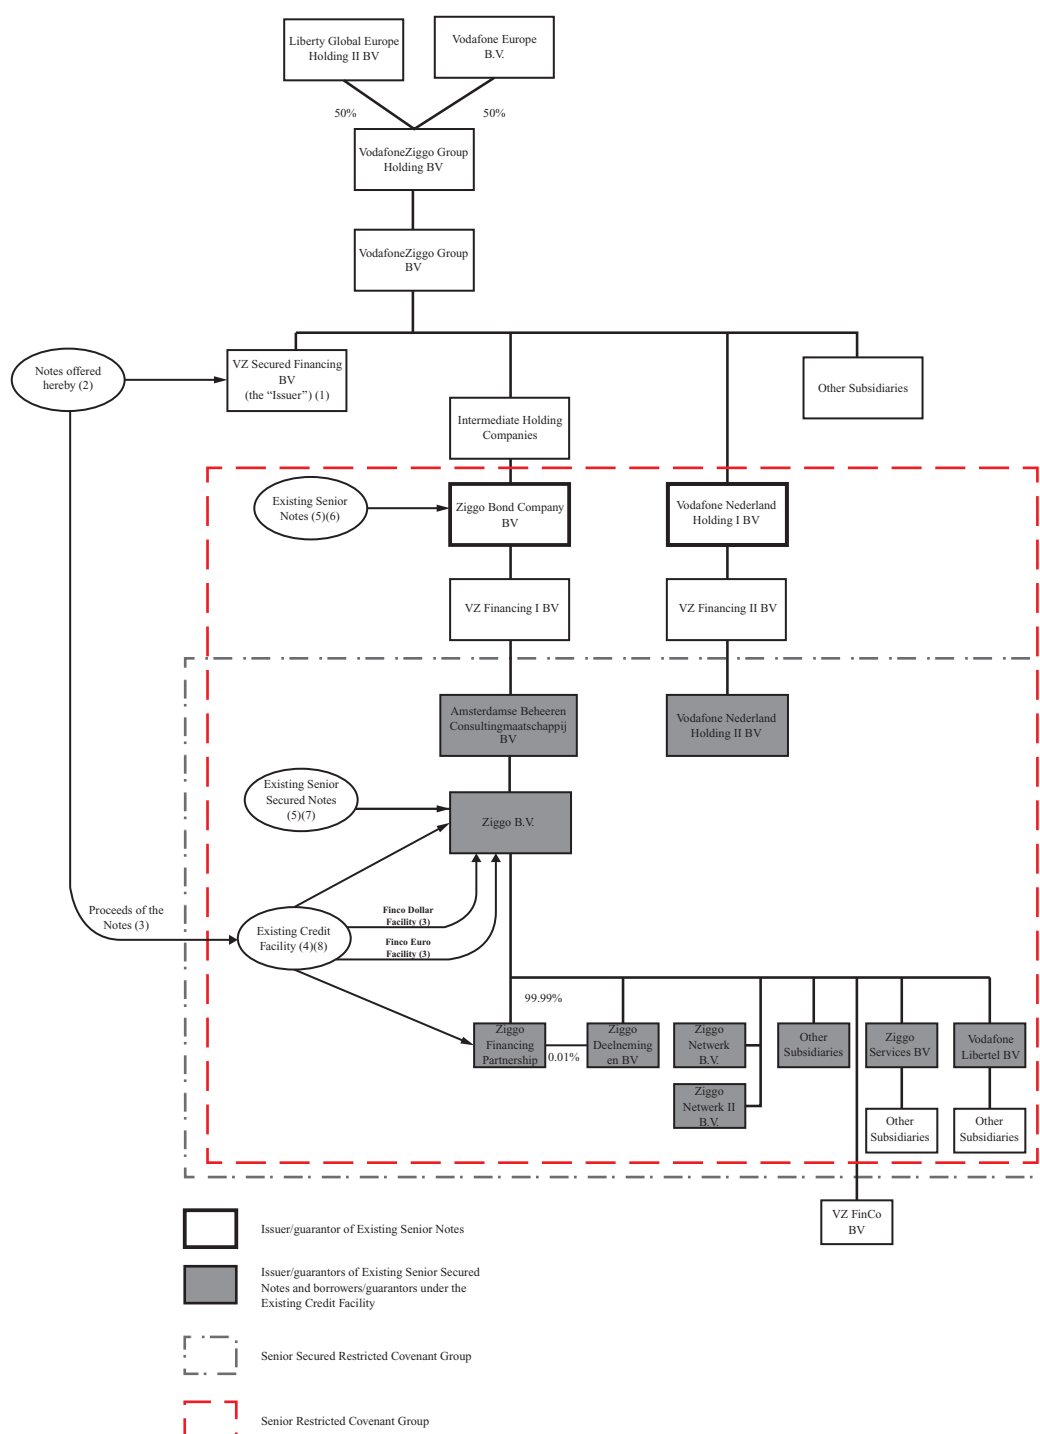 Liberty Global Europe
Holding II BV
Vodafone Europe
B.V.
50%
50%
VodafoneZiggo Group
Holding BV
VodafoneZiggo Group
BV
Notes offered
hereby (2)
VZ Secured Financing
BV
(the “Issuer”) (1)
Other Subsidiaries
Intermediate Holding
Companies
Existing Senior
Notes (5)(6)
Ziggo Bond Company
BV
Vodafone Nederland
Holding I BV
VZ Financing I BV
VZ Financing II BV
Amsterdamse Beheeren
Consultingmaatschappij
BV
Vodafone Nederland
Holding II BV
Existing Senior
Secured Notes
(5)(7)
Ziggo B.V.
Proceeds of the
Notes (3)
Existing Credit
Facility (4)(8)
Finco Dollar
Facility (3)
Finco Euro
Facility (3)
99.99%
Ziggo
Financing
Partnership
0.01%
Ziggo
Deelneming
en BV
Ziggo
Netwerk
B.V.
Other
Subsidiaries
Ziggo
Services BV
Vodafone
Libertel BV
Ziggo
Netwerk II
B.V.
Other
Subsidiaries
Other
Subsidiaries
VZ FinCo
BV
Issuer/guarantor of Existing Senior Notes
Issuer/guarantors of Existing Senior Secured
Notes and borrowers/guarantors under the
Existing Credit Facility
Senior Secured Restricted Covenant Group
Senior Restricted Covenant Group